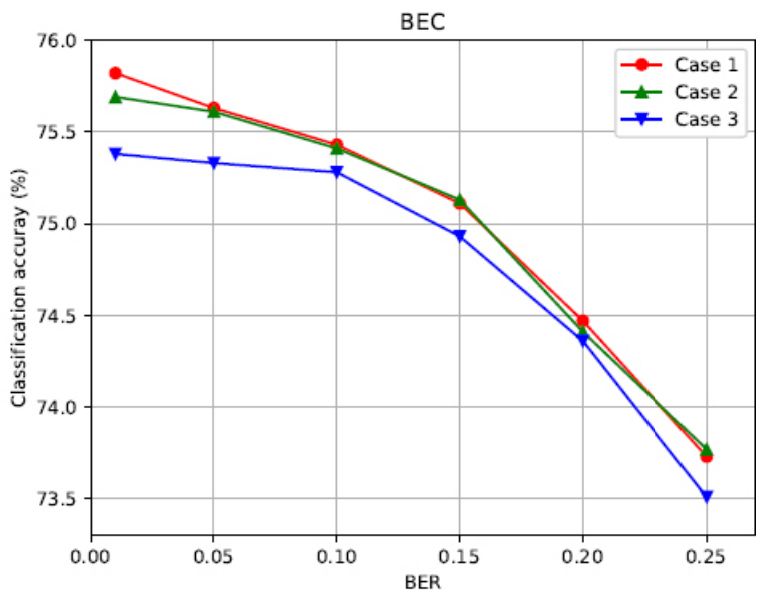 BEC
76.0
75.5
75.0
74.5
74.0
73.5
Classification accuray (%)
Case 1
Case 2
Case 3
0.00 0.05 0.10 0.15 0.20 0.25
BER